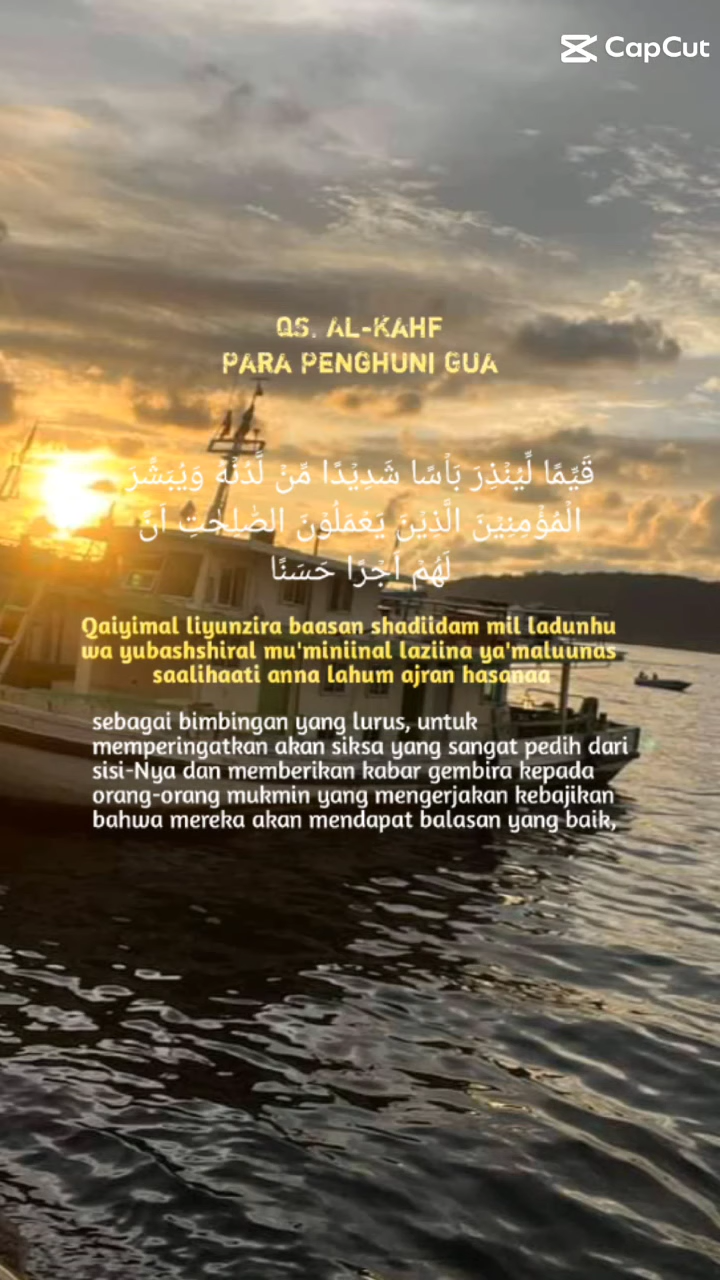 CapCut
QS. AL-KAHF
PARA PENGHUNI GUA
قَيِّمًا لِّيُنْذِرَ بَأْسًا شَدِيْدًا مِّنْ لَّدُنْهُ وَيُبَشِّرَ
الْمُؤْمِنِيْنَ الَّذِيْنَ يَعْمَلُوْنَ الصّٰلِحٰتِ اَنَّ
لَهُمْ اَجْرًا حَسَنًا
Qaiyimal liyunzira baasan shadiidam mil ladunhu
wa yubashshiral mu'miniinal laziina ya'maluunas
saalihaati anna lahum ajran hasanaa
sebagai bimbingan yang lurus, untuk
memperingatkan akan siksa yang sangat pedih dari
sisi-Nya dan memberikan kabar gembira kepada
orang-orang mukmin yang mengerjakan kebajikan
bahwa mereka akan mendapat balasan yang baik,